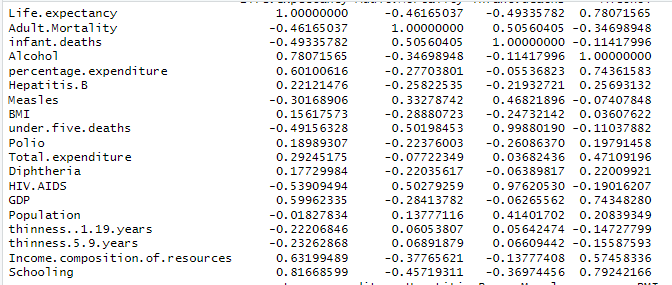 Life.expectancy 1.00000000 -0.46165037 -0.49335782 0.78071565
Adult.Mortality -0.46165037 1.00000000 0.50560405 -0.34698948
infant.deaths -0.49335782 0.50560405 1.00000000 -0.11417996
Alcohol 0.78071565 -0.34698948 -0.11417996 1.00000000
percentage.expenditure 0.60100616 -0.27703801 -0.05536823 0.74361583
Hepatitis.B 0.22121476 -0.25822535 -0.21932721 0.25693132
Measles -0.30168906 0.33278742 0.46821896 -0.07407848
BMI 0.15617573 -0.28880723 -0.24732142 0.03607622
under.five.deaths -0.49156328 0.50198453 0.99880190 -0.11037882
Polio 0.18989307 -0.22376003 -0.26086370 0.19791458
Total.expenditure 0.29245175 -0.07722349 0.03682436 0.47109196
Diphtheria 0.17729984 -0.22035617 -0.06389817 0.22009921
HIV.AIDS -0.53909494 0.50279259 0.97620530 -0.19016207
GDP 0.59962335 -0.28413782 -0.06265562 0.74348280
Population -0.01827834 0.13777116 0.41401702 0.20839349
thinness..1.19.years -0.22206846 0.06053807 0.05642474 -0.14727799
thinness.5.9.years -0.23262868 0.06891879 0.06609442 -0.15587593
Income.composition.of.resources 0.63199489 -0.37765621 -0.13777408 0.57458336
Schooling 0.81668599 -0.45719311 -0.36974456 0.79242166